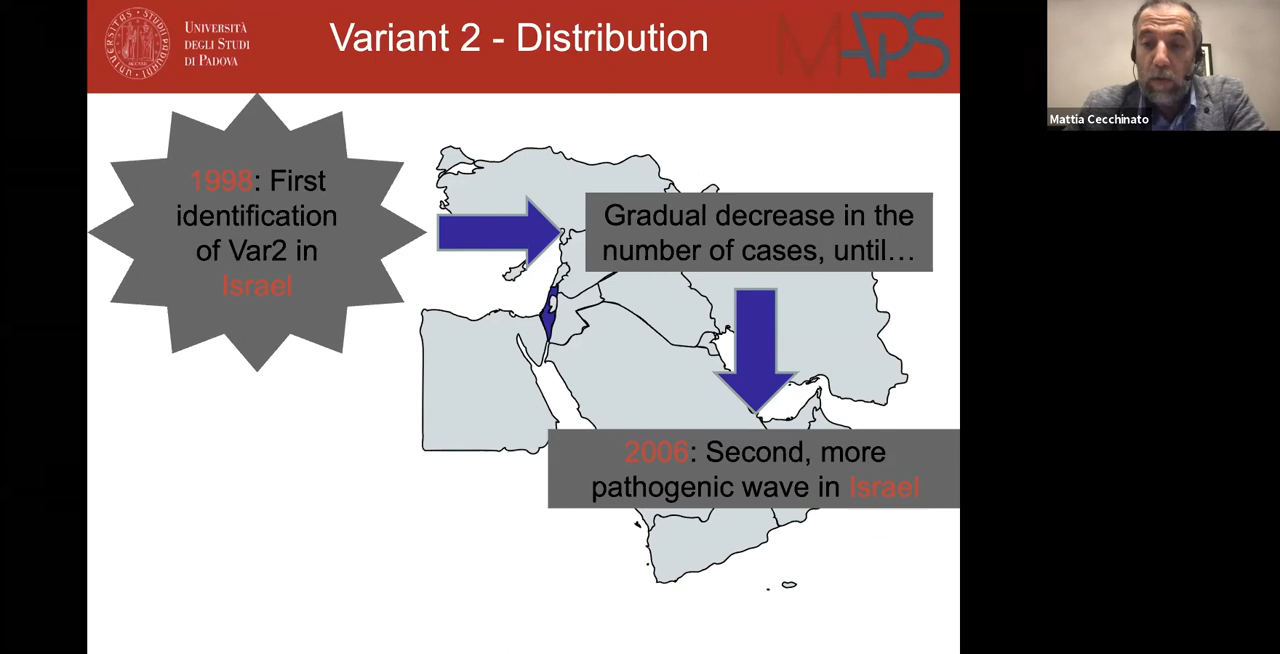 UNIVERSITÀ
DEGLI STUDI
DI PADOVA
Variant 2 - Distribution
MAPS
Mattia Cecchinato
1998: First
identification
of Var2 in
Israel
Gradual decrease in the
number of cases, until…
2006: Second, more
pathogenic wave in Israel